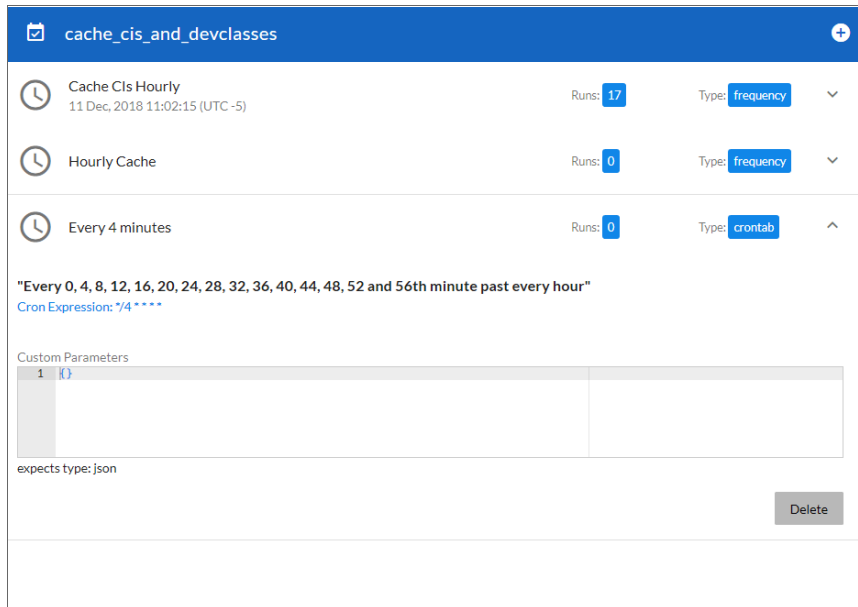 cache_cis_and_devclasses
Cache CIs Hourly Runs: 17 Type: frequency
11 Dec, 2018 11:02:15 (UTC -5)
Hourly Cache Runs: 0 Type: frequency
Every 4 minutes Runs: 0 Type: crontab
"Every 0, 4, 8, 12, 16, 20, 24, 28, 32, 36, 40, 44, 48, 52 and 56th minute past every hour"
Cron Expression: */4 * * * *
Custom Parameters
1 {}
expects type: json
Delete